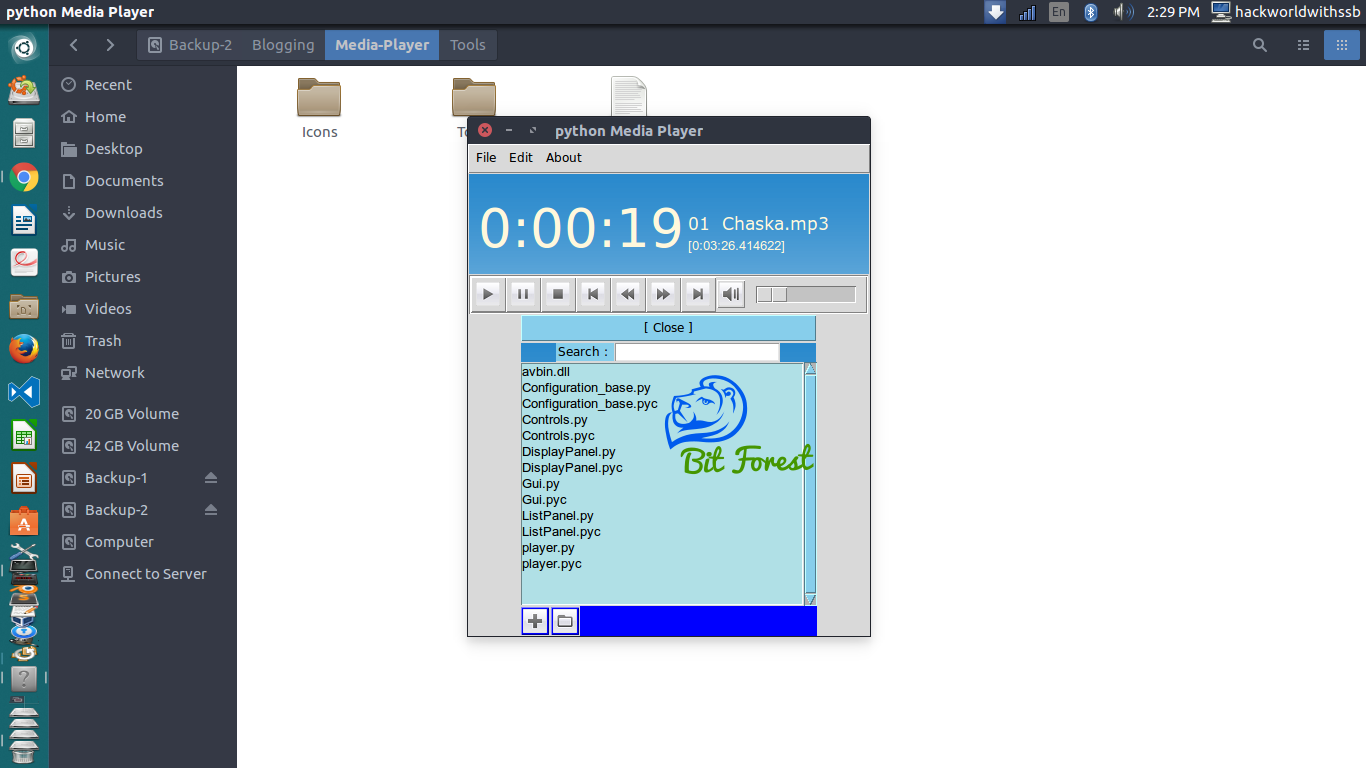 python Media Player
En
2:29 PM
hackworldwithssb
Backup-2
Blogging
Media-Player
Tools
Recent
Home
Desktop
Documents
Downloads
Music
Pictures
Videos
Trash
Network
20 GB Volume
42 GB Volume
Backup-1
Backup-2
Computer
Connect to Server
Icons
python Media Player
File Edit About
0:00:19
01 Chaska.mp3
[0:03:26.414622]
[ Close ]
Search :
avbin.dll
Configuration_base.py
Configuration_base.pyc
Controls.py
Controls.pyc
DisplayPanel.py
DisplayPanel.pyc
Gui.py
Gui.pyc
ListPanel.py
ListPanel.pyc
player.py
player.pyc
Bit Forest